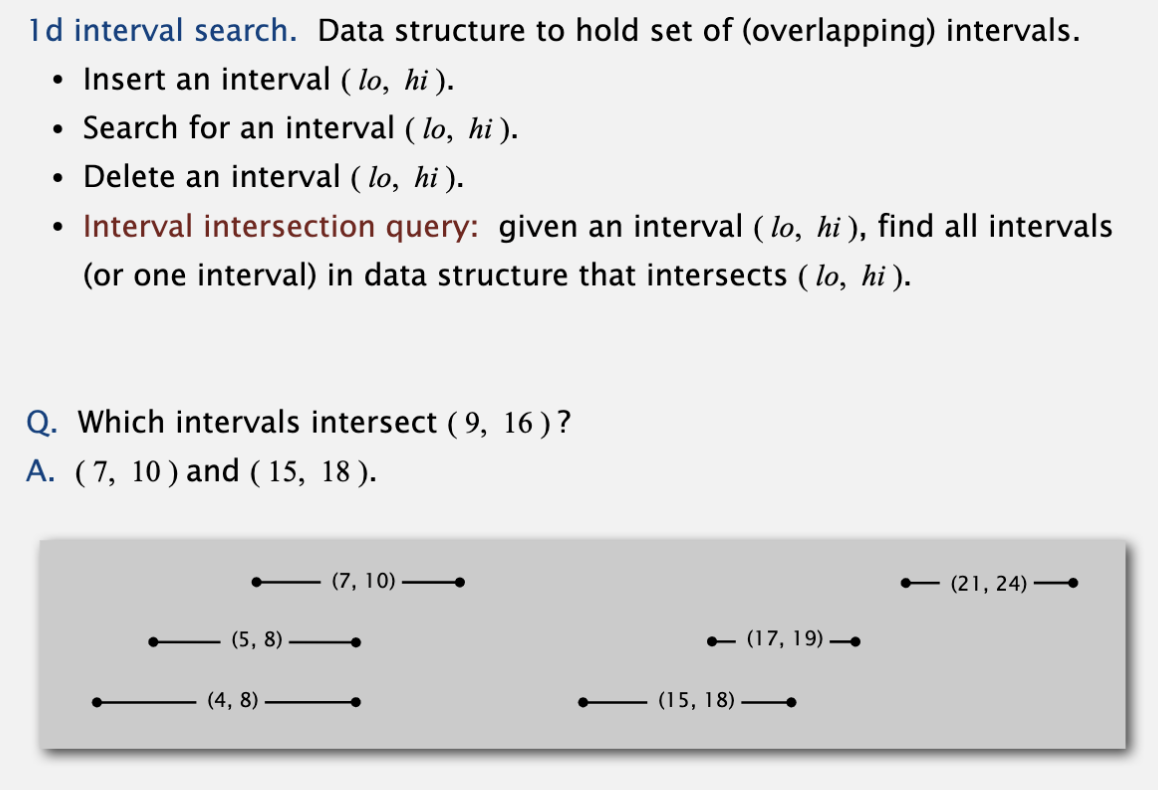 1d interval search. Data structure to hold set of (overlapping) intervals.
• Insert an interval ( lo, hi ).
• Search for an interval ( lo, hi ).
• Delete an interval ( lo, hi ).
• Interval intersection query: given an interval ( lo, hi ), find all intervals
(or one interval) in data structure that intersects ( lo, hi ).
Q. Which intervals intersect ( 9, 16 ) ?
A. ( 7, 10 ) and ( 15, 18 ).
(7, 10)
(21, 24)
(5, 8)
(17, 19)
(4, 8)
(15, 18)